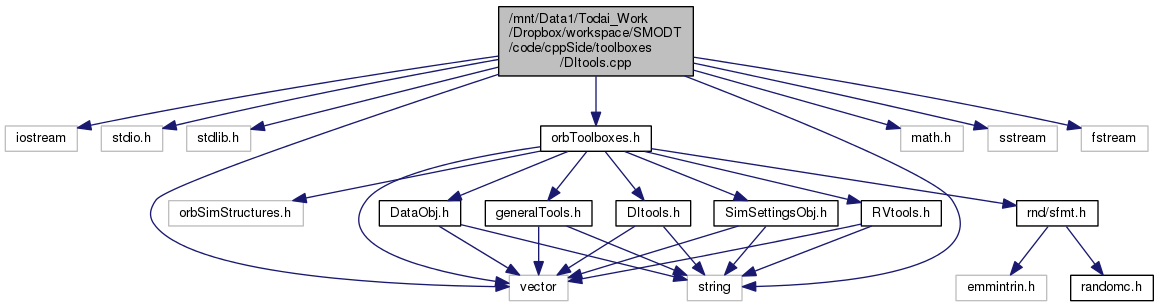 /mnt/Data1/Todai_Work
/Dropbox/workspace/SMODT
/code/cppSide/toolboxes
/DItools.cpp
iostream
stdio.h
stdlib.h
orbToolboxes.h
math.h
sstream
fstream
orbSimStructures.h
DataObj.h
generalTools.h
DItools.h
SimSettingsObj.h
RVtools.h
rnd/sfmt.h
vector
string
emmintrin.h
randomc.h